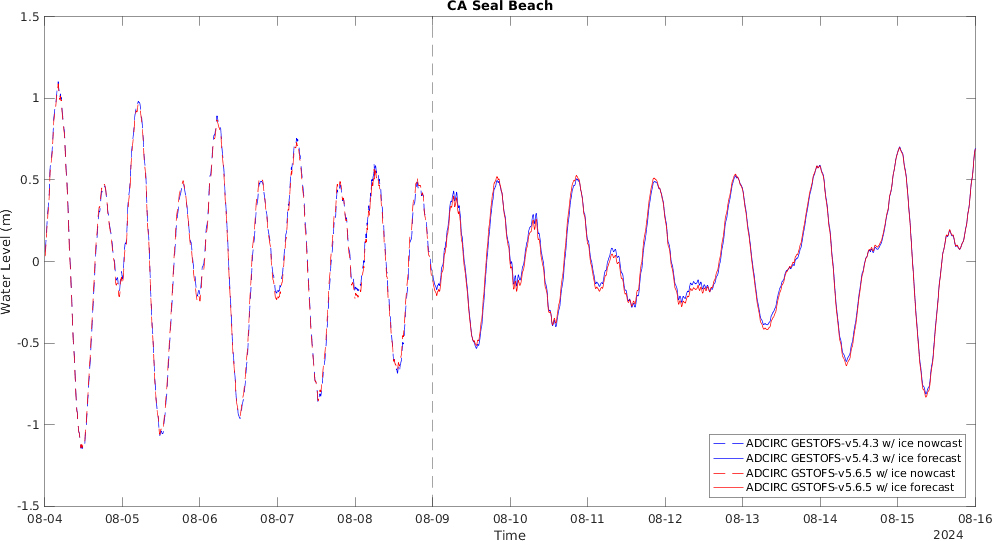 CA Seal Beach
1.5
1
0.5
0
-0.5
-1
-1.5
Water Level (m)
08-04 08-05 08-06 08-07 08-08 08-09 08-10 08-11 08-12 08-13 08-14 08-15 08-16
Time
2024
ADCIRC GESTOFS-v5.4.3 w/ ice nowcast
ADCIRC GESTOFS-v5.4.3 w/ ice forecast
ADCIRC GSTOFS-v5.6.5 w/ ice nowcast
ADCIRC GSTOFS-v5.6.5 w/ ice forecast